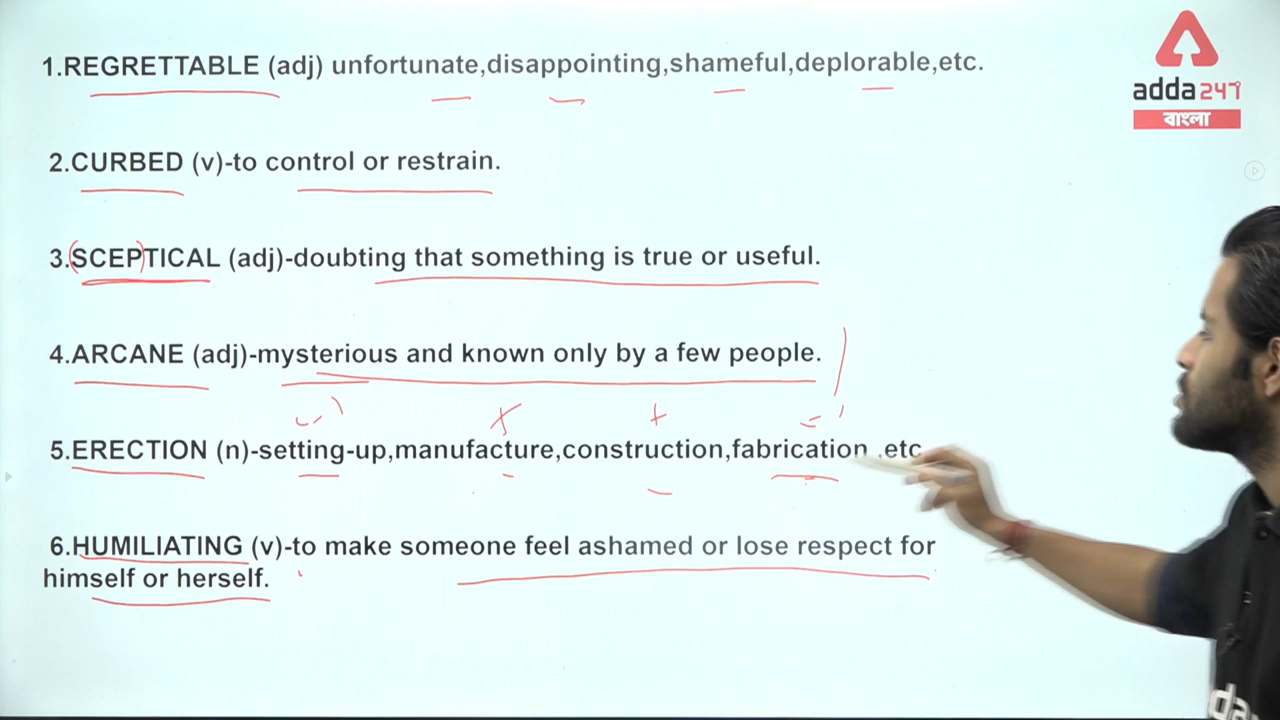 1.REGRETTABLE (adj) unfortunate,disappointing,shameful,deplorable,etc.
adda247
বাংলা
2.CURBED (v)-to control or restrain.
3.SCEPTICAL (adj)-doubting that something is true or useful.
4.ARCANE (adj)-mysterious and known only by a few people.
5.ERECTION (n)-setting-up,manufacture,construction,fabrication .etc
6.HUMILIATING (v)-to make someone feel ashamed or lose respect for
himself or herself.
da